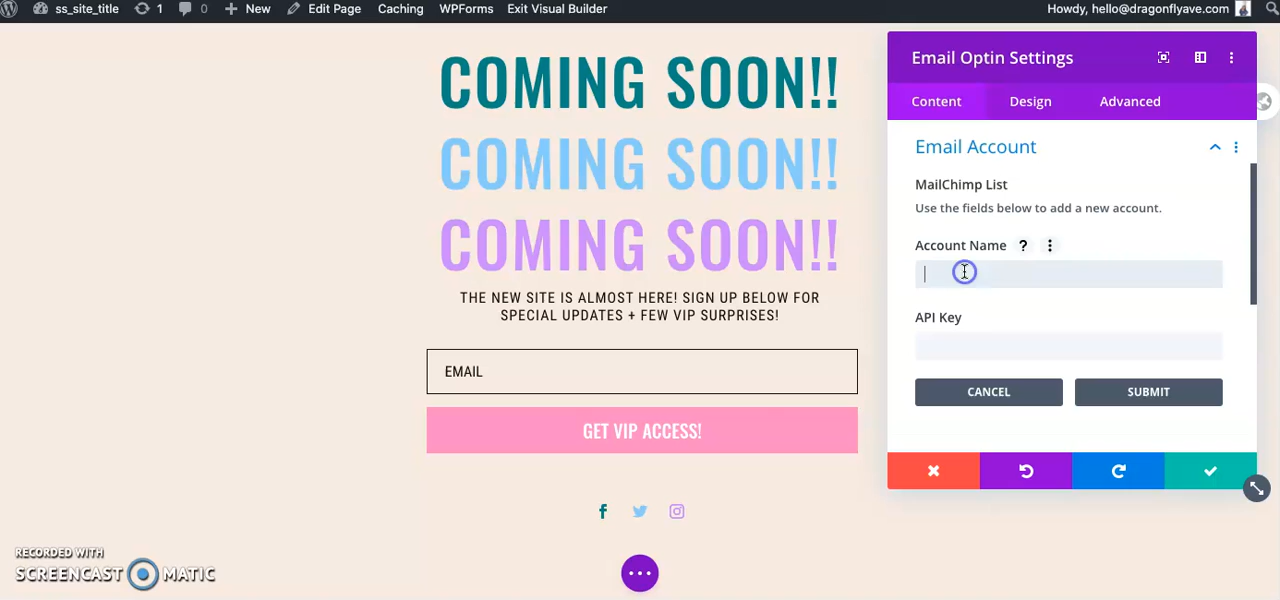 ss_site_title 1 0 New Edit Page Caching WPForms Exit Visual Builder Howdy, hello@dragonflyave.com
COMING SOON!!
COMING SOON!!
COMING SOON!!
THE NEW SITE IS ALMOST HERE! SIGN UP BELOW FOR
SPECIAL UPDATES + FEW VIP SURPRISES!
EMAIL
GET VIP ACCESS!
Email Optin Settings
Content Design Advanced
Email Account
MailChimp List
Use the fields below to add a new account.
Account Name ?
API Key
CANCEL SUBMIT
RECORDED WITH
SCREENCAST MATIC